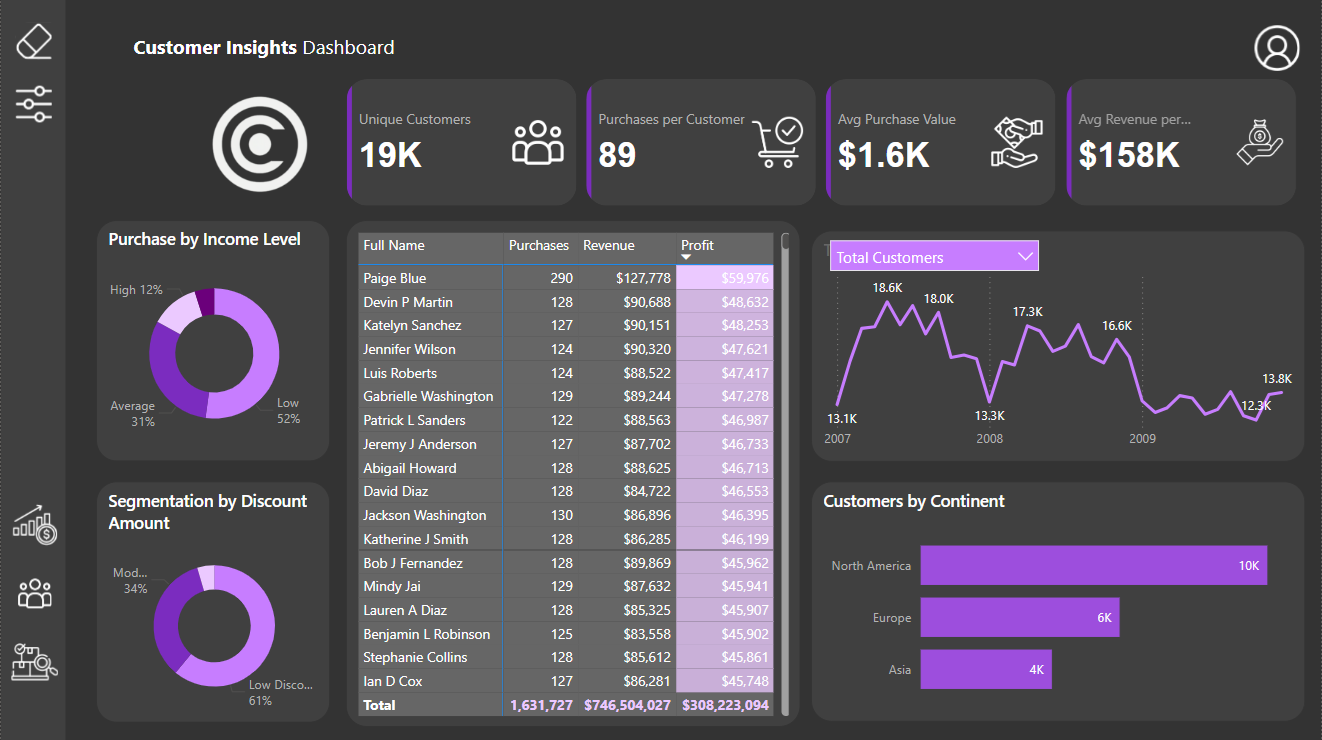 Customer Insights Dashboard
Unique Customers
19K
Purchases per Customer
89
Avg Purchase Value
$1.6K
Avg Revenue per...
$158K
Purchase by Income Level
High 12%
Average
31%
Low
52%
Segmentation by Discount
Amount
Mod...
34%
Low Disco...
61%
Full Name Purchases Revenue Profit
Paige Blue 290 $127,778 $59,976
Devin P Martin 128 $90,688 $48,632
Katelyn Sanchez 127 $90,151 $48,253
Jennifer Wilson 124 $90,320 $47,621
Luis Roberts 124 $88,522 $47,417
Gabrielle Washington 129 $89,244 $47,278
Patrick L Sanders 122 $88,563 $46,987
Jeremy J Anderson 127 $87,702 $46,733
Abigail Howard 128 $88,625 $46,713
David Diaz 128 $84,722 $46,553
Jackson Washington 130 $86,896 $46,395
Katherine J Smith 128 $86,285 $46,199
Bob J Fernandez 128 $89,869 $45,962
Mindy Jai 129 $87,632 $45,941
Lauren A Diaz 128 $85,325 $45,907
Benjamin L Robinson 125 $83,558 $45,902
Stephanie Collins 128 $85,612 $45,861
Ian D Cox 127 $86,281 $45,748
Total 1,631,727 $746,504,027 $308,223,094
Total Customers
18.6K
18.0K
17.3K
16.6K
13.8K
12.3K
13.1K
13.3K
2007 2008 2009
Customers by Continent
North America 10K
Europe 6K
Asia 4K